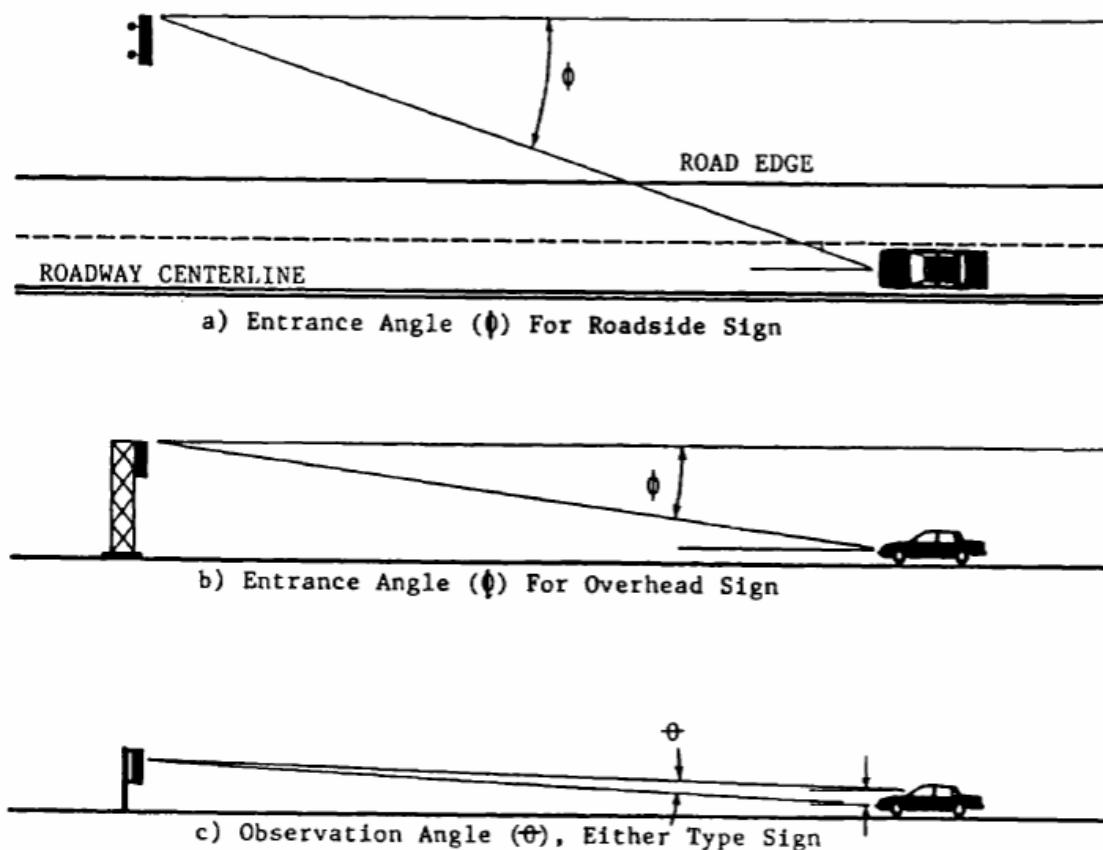 ϕ
ROAD EDGE
ROADWAY CENTERLINE
a) Entrance Angle (ϕ) For Roadside Sign
ϕ
b) Entrance Angle (ϕ) For Overhead Sign
θ
c) Observation Angle (θ), Either Type Sign